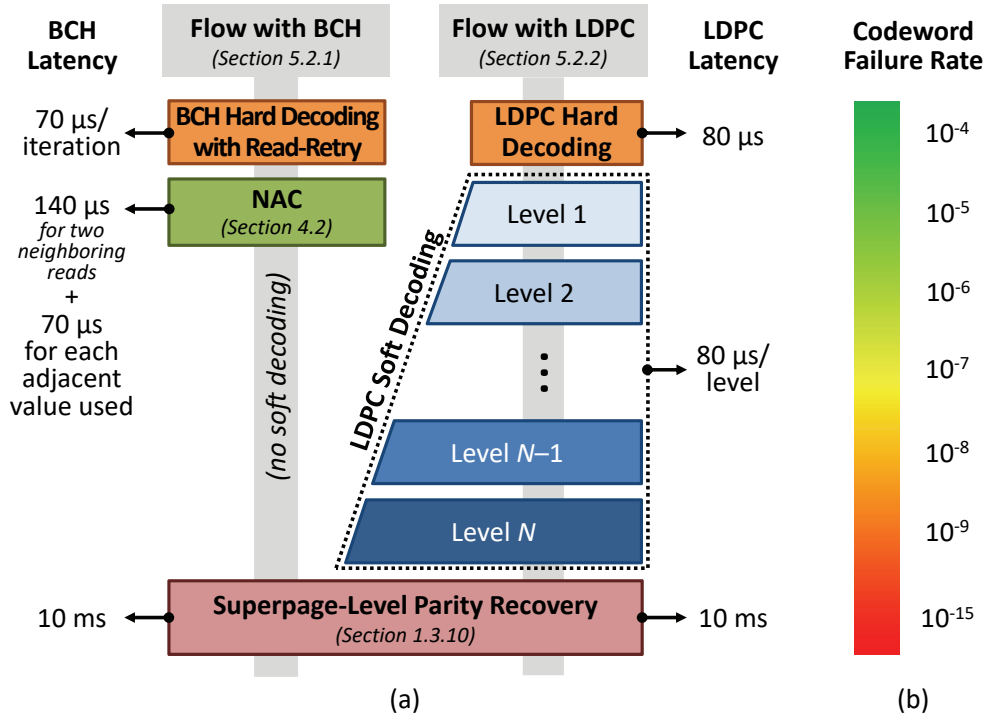 BCH
Latency
Flow with BCH
(Section 5.2.1)
Flow with LDPC
(Section 5.2.2)
LDPC
Latency
Codeword
Failure Rate
70 µs/
iteration
BCH Hard Decoding
with Read-Retry
LDPC Hard
Decoding
80 µs
140 µs
for two
neighboring
reads
+
70 µs
for each
adjacent
value used
NAC
(Section 4.2)
(no soft decoding)
LDPC Soft Decoding
Level 1
Level 2
⋮
Level N–1
Level N
80 µs/
level
10 ms
Superpage-Level Parity Recovery
(Section 1.3.10)
10 ms
10⁻⁴
10⁻⁵
10⁻⁶
10⁻⁷
10⁻⁸
10⁻⁹
10⁻¹⁵
(a)
(b)